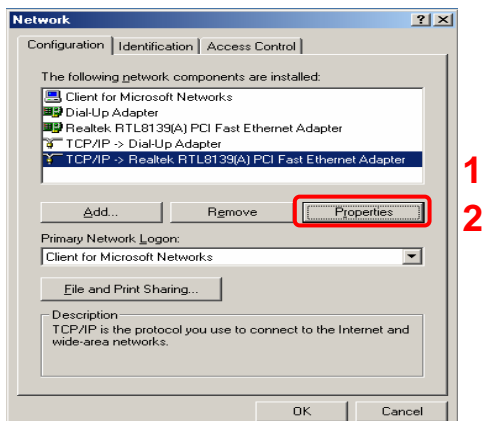 Network ? ×
Configuration Identification Access Control
The following network components are installed:
Client for Microsoft Networks
Dial-Up Adapter
Realtek RTL8139(A) PCI Fast Ethernet Adapter
TCP/IP -> Dial-Up Adapter
TCP/IP -> Realtek RTL8139(A) PCI Fast Ethernet Adapter
1
Add... Remove Properties
2
Primary Network Logon:
Client for Microsoft Networks
File and Print Sharing...
Description
TCP/IP is the protocol you use to connect to the Internet and
wide-area networks.
OK Cancel